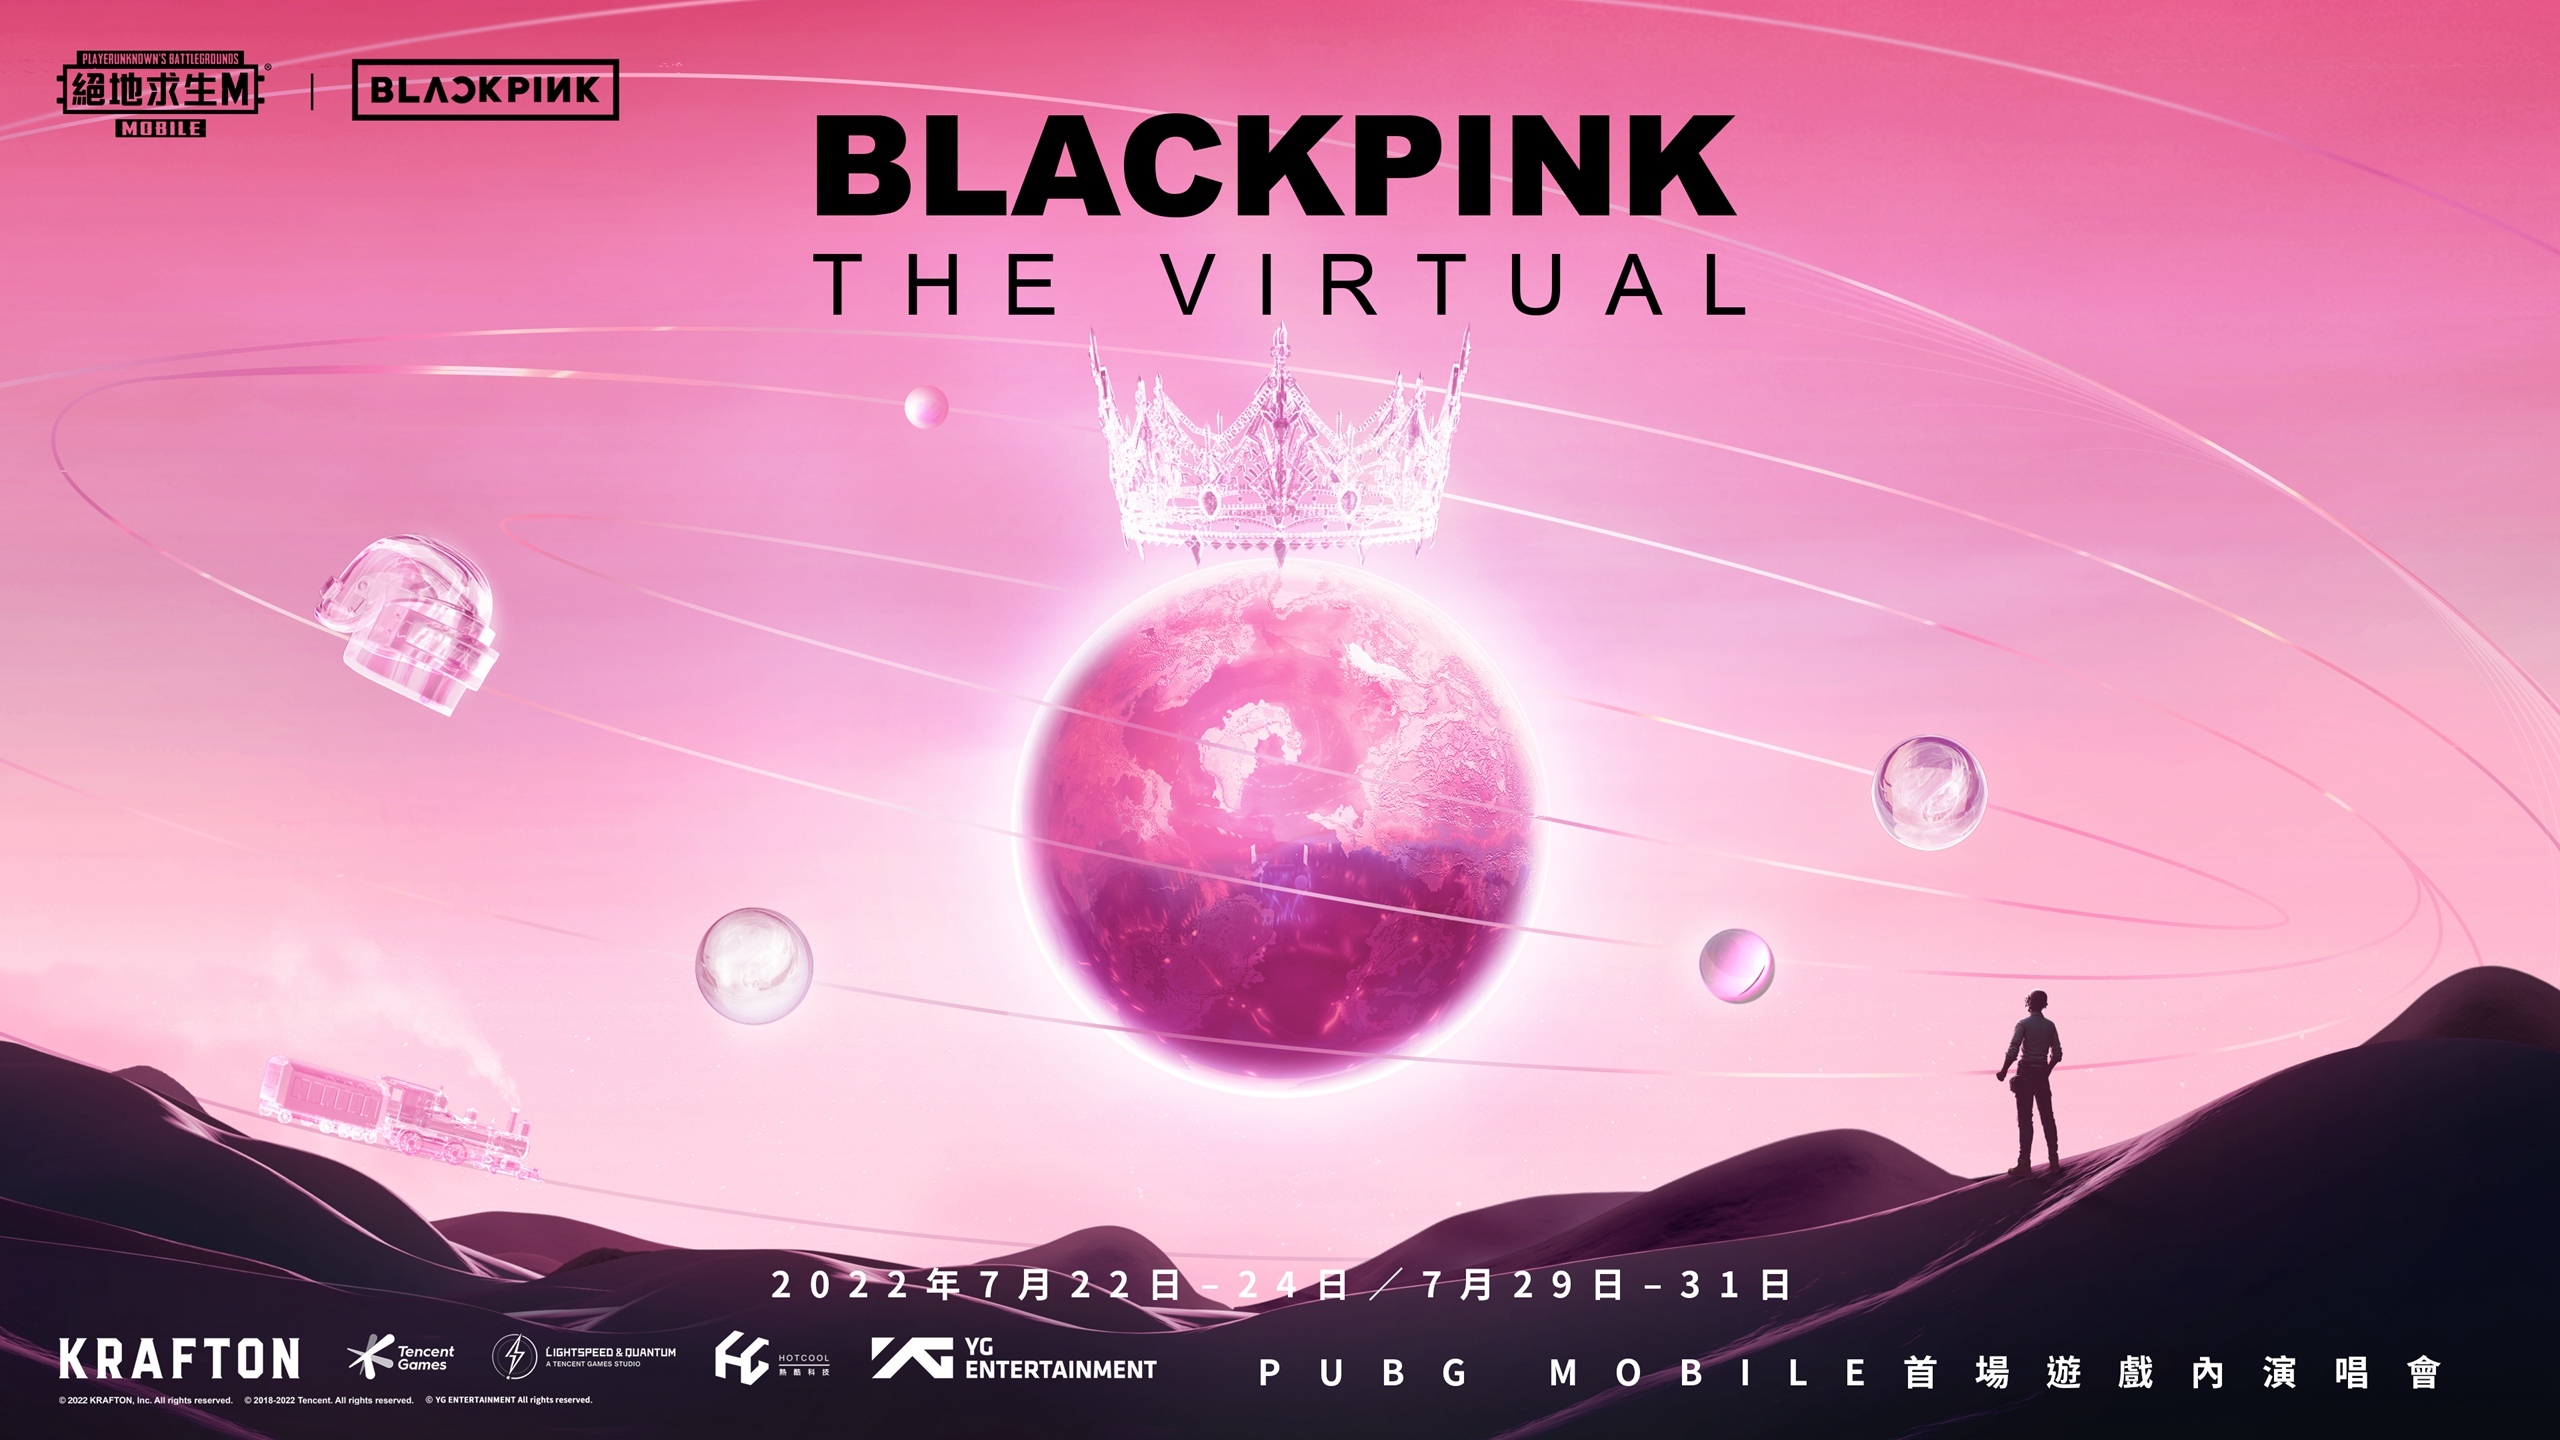 PLAYERUNKNOWN'S BATTLEGROUNDS
絕地求生M®
MOBILE
BLACKPINK
BLACKPINK
THE VIRTUAL
2022年7月22日–24日／7月29日–31日
PUBG MOBILE首場遊戲內演唱會
KRAFTON
Tencent
Games
LIGHTSPEED & QUANTUM
A TENCENT GAMES STUDIO
HOTCOOL
熱酷科技
YG
ENTERTAINMENT
© 2022 KRAFTON, Inc. All rights reserved. © 2018-2022 Tencent. All rights reserved. © YG ENTERTAINMENT All rights reserved.